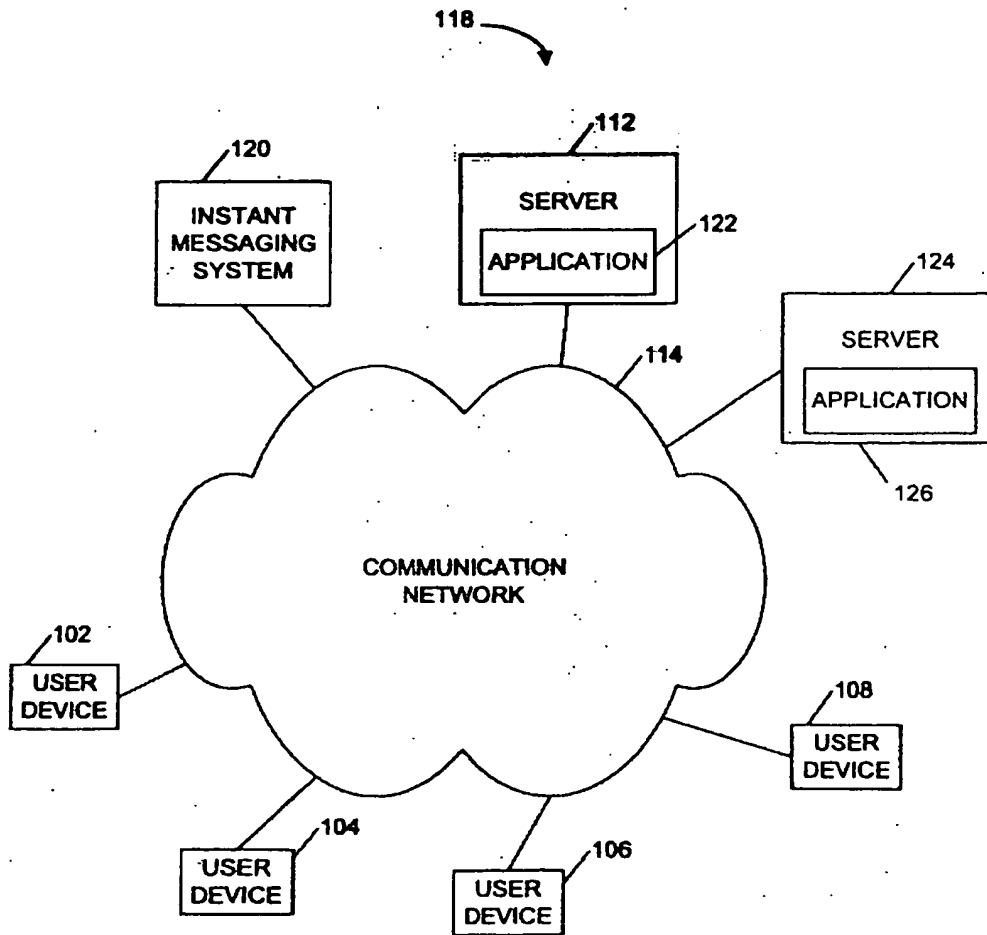 118
112
120
SERVER
INSTANT
MESSAGING
SYSTEM
APPLICATION
122
124
SERVER
114
APPLICATION
126
COMMUNICATION
NETWORK
102
USER
DEVICE
108
USER
DEVICE
104
USER
DEVICE
106
USER
DEVICE